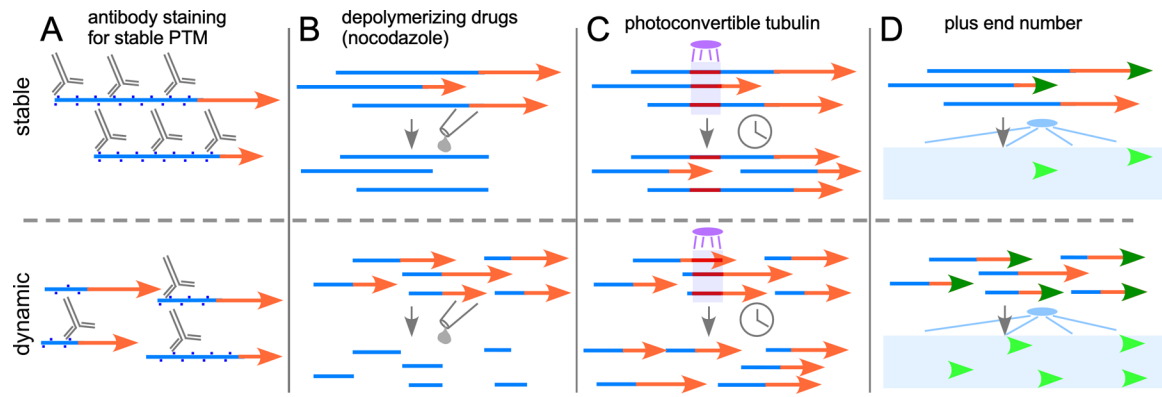 A
antibody staining
for stable PTM
B
depolymerizing drugs
(nocodazole)
C
photoconvertible tubulin
D
plus end number
stable
dynamic